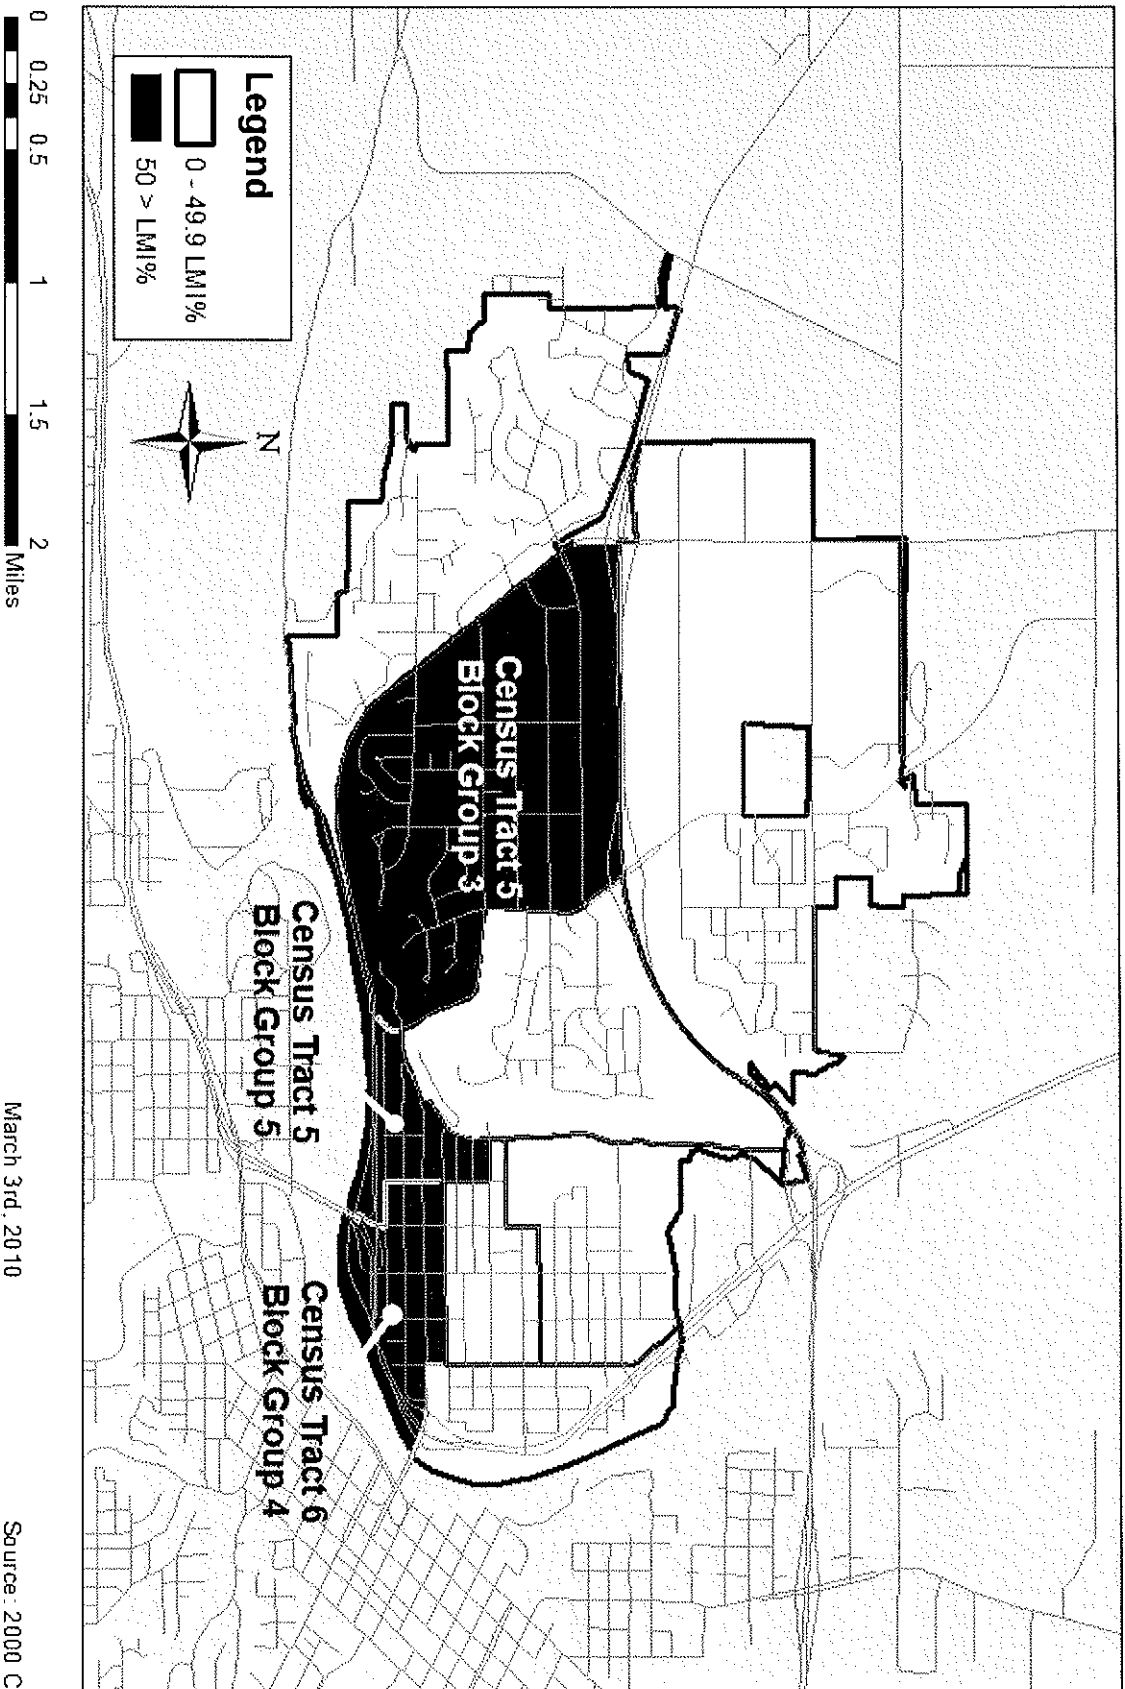 Legend
0 - 49.9 LMI%
50 > LMI%
N
Census Tract 5
Block Group 3
Census Tract 5
Block Group 5
Census Tract 6
Block Group 4
0 0.25 0.5 1 1.5 2
Miles
March 3rd, 2010
Source: 2000 C